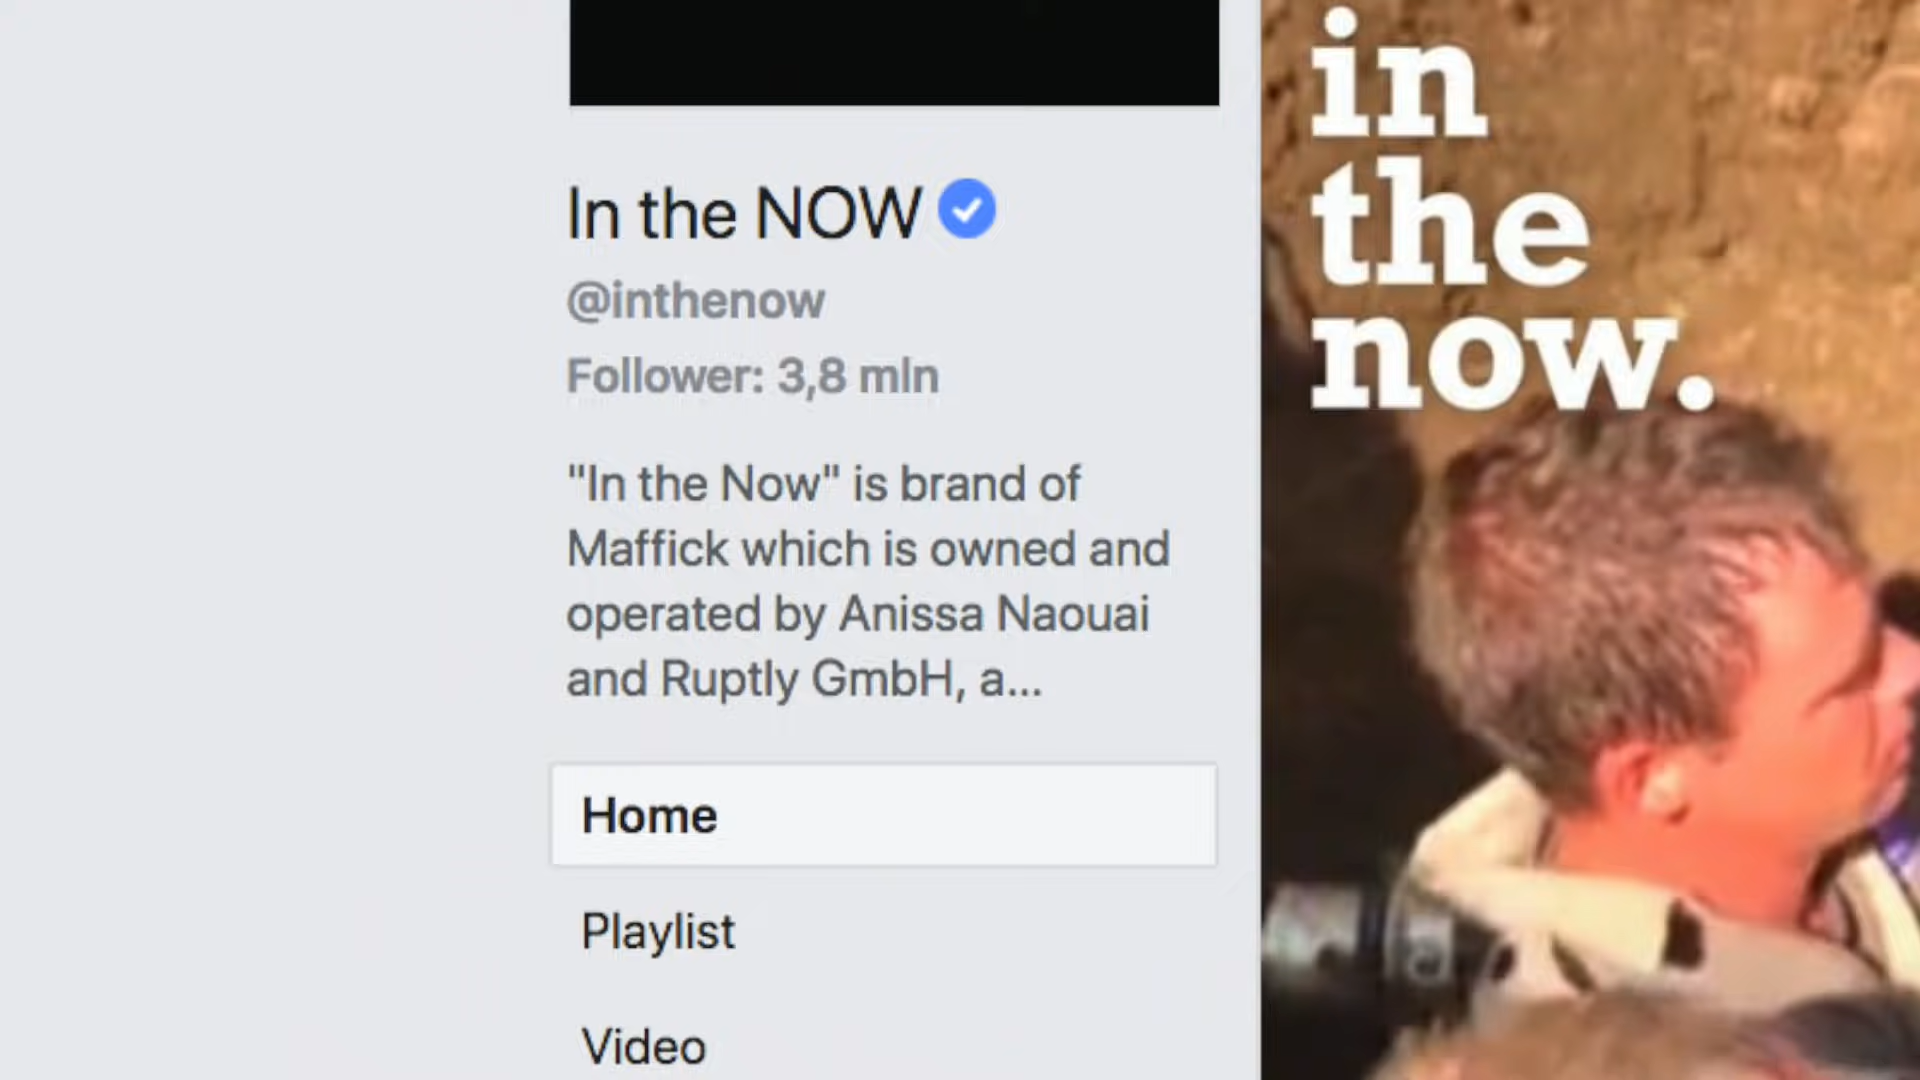 In the NOW
@inthenow
Follower: 3,8 mln
"In the Now" is brand of
Maffick which is owned and
operated by Anissa Naouai
and Ruptly GmbH, a...
Home
Playlist
Video
in
the
now.